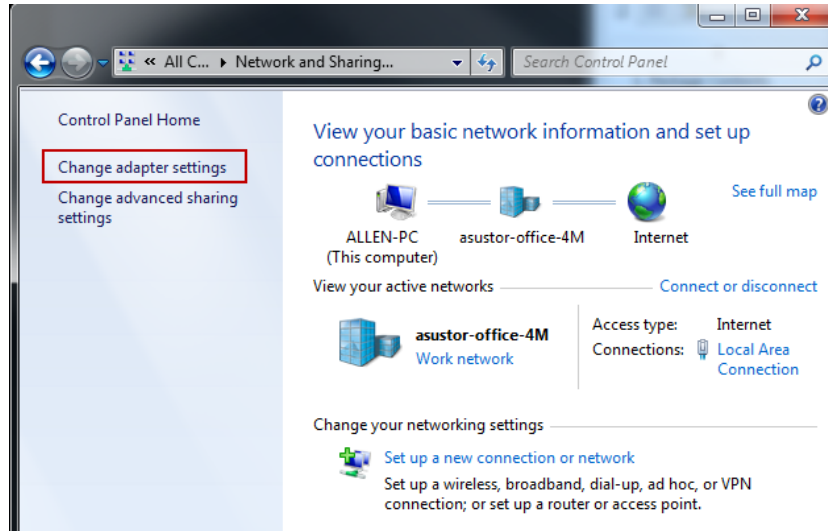 « All C... ▸ Network and Sharing...
Search Control Panel
Control Panel Home
Change adapter settings
Change advanced sharing
settings
View your basic network information and set up
connections
See full map
ALLEN-PC
(This computer)
asustor-office-4M
Internet
View your active networks
Connect or disconnect
asustor-office-4M
Work network
Access type: Internet
Connections: Local Area
Connection
Change your networking settings
Set up a new connection or network
Set up a wireless, broadband, dial-up, ad hoc, or VPN
connection; or set up a router or access point.